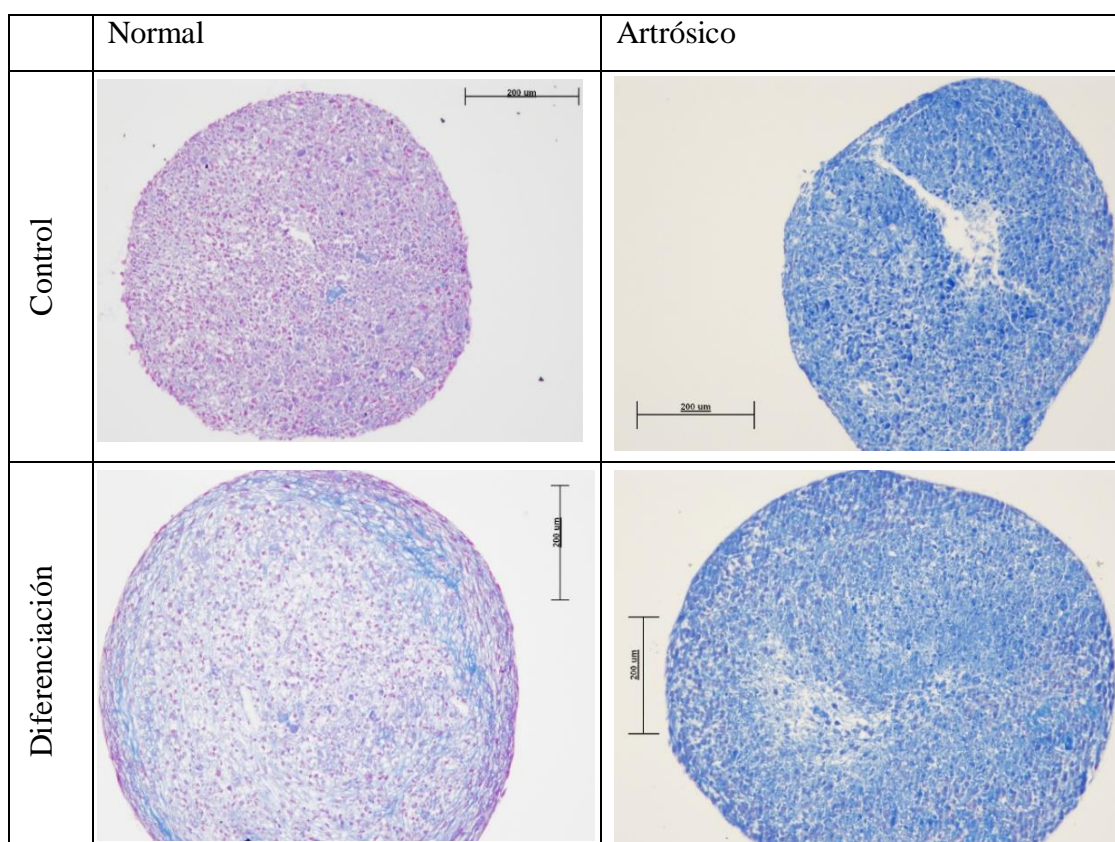 Normal
Artrósico
Control
200 um
200 um
Diferenciación
200 um
200 um